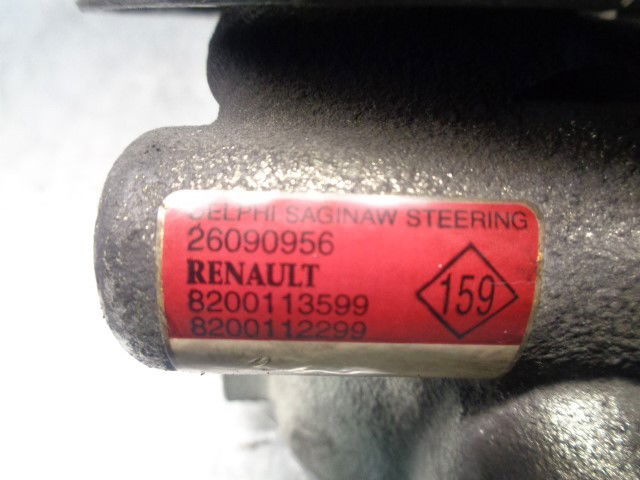 DELPHI SAGINAW STEERING
26090956
RENAULT
8200113599
8200112299
159